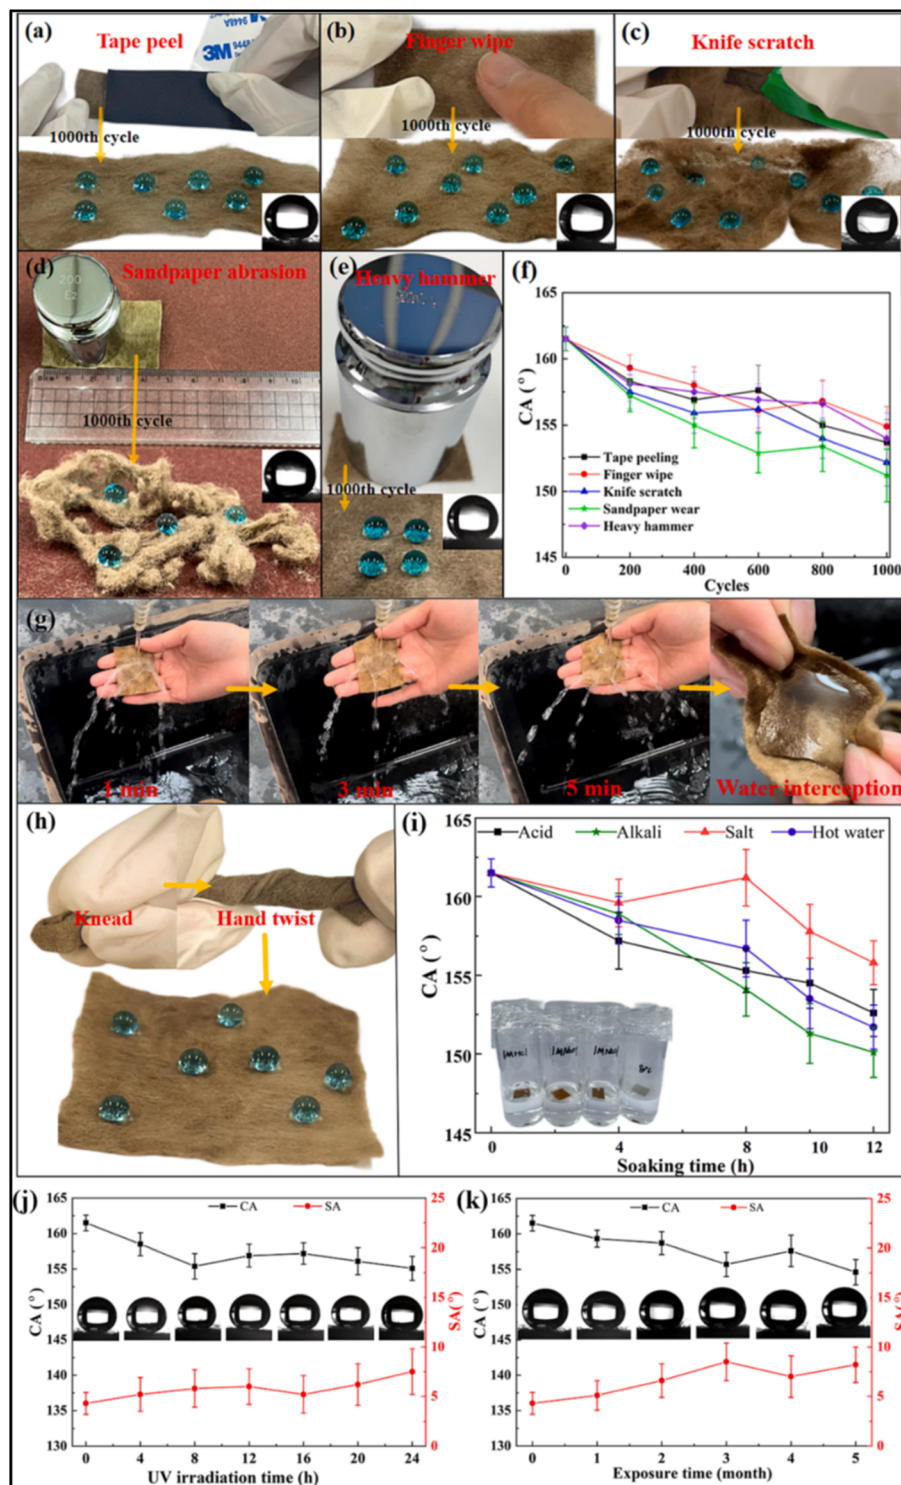 (a)
Tape peel
3M
9448A
1000th cycle
(b)
Finger wipe
1000th cycle
(c)
Knife scratch
1000th cycle
(d)
Sandpaper abrasion
200
E2
1000th cycle
(e)
Heavy hammer
1000th cycle
(f)
165
160
155
150
145
CA (°)
Tape peeling
Finger wipe
Knife scratch
Sandpaper wear
Heavy hammer
0 200 400 600 800 1000
Cycles
(g)
1 min
3 min
5 min
Water interception
(h)
Knead
Hand twist
(i)
Acid Alkali Salt Hot water
165
160
155
150
145
CA (°)
0 4 8 10 12
Soaking time (h)
(j)
CA SA
165
160
155
150
145
140
135
130
CA (°)
25
20
15
10
5
0
SA(°)
0 4 8 12 16 20 24
UV irradiation time (h)
(k)
CA SA
165
160
155
150
145
140
135
130
CA (°)
25
20
15
10
5
0
SA(°)
0 1 2 3 4 5
Exposure time (month)